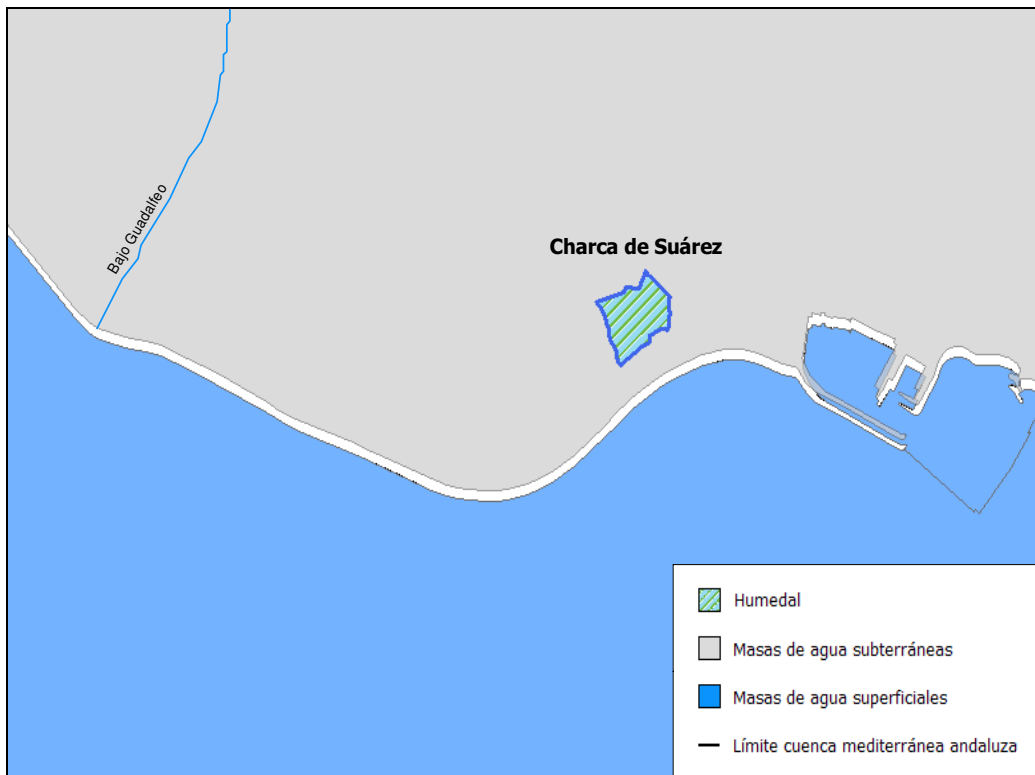 Bajo Guadalfeo
Charca de Suárez
Humedal
Masas de agua subterráneas
Masas de agua superficiales
Límite cuenca mediterránea andaluza